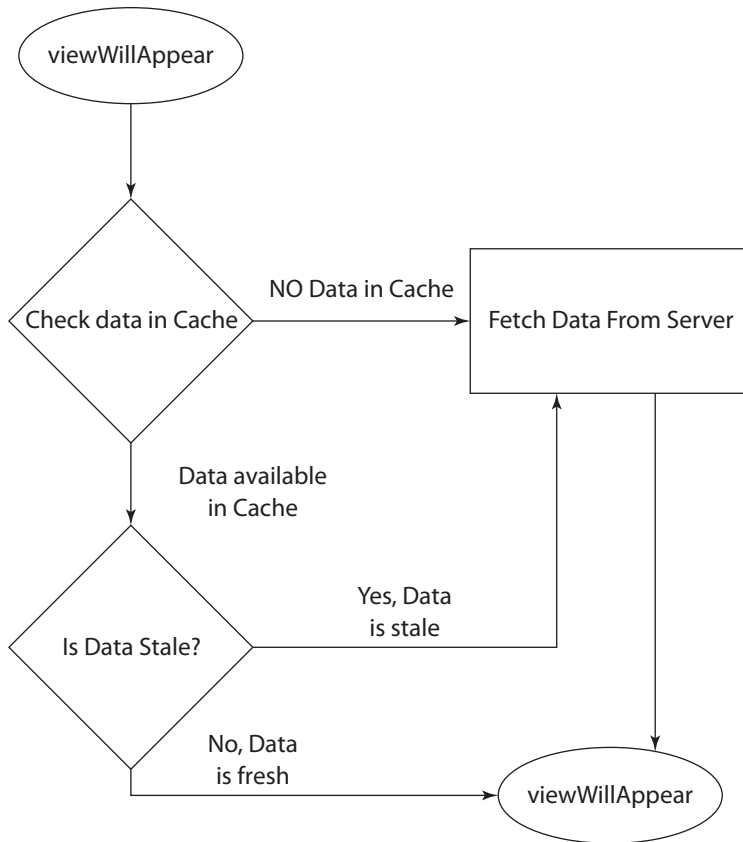 viewWillAppear
NO Data in Cache
Check data in Cache
Fetch Data From Server
Data available
in Cache
Yes, Data
is stale
Is Data Stale?
No, Data
is fresh
viewWillAppear